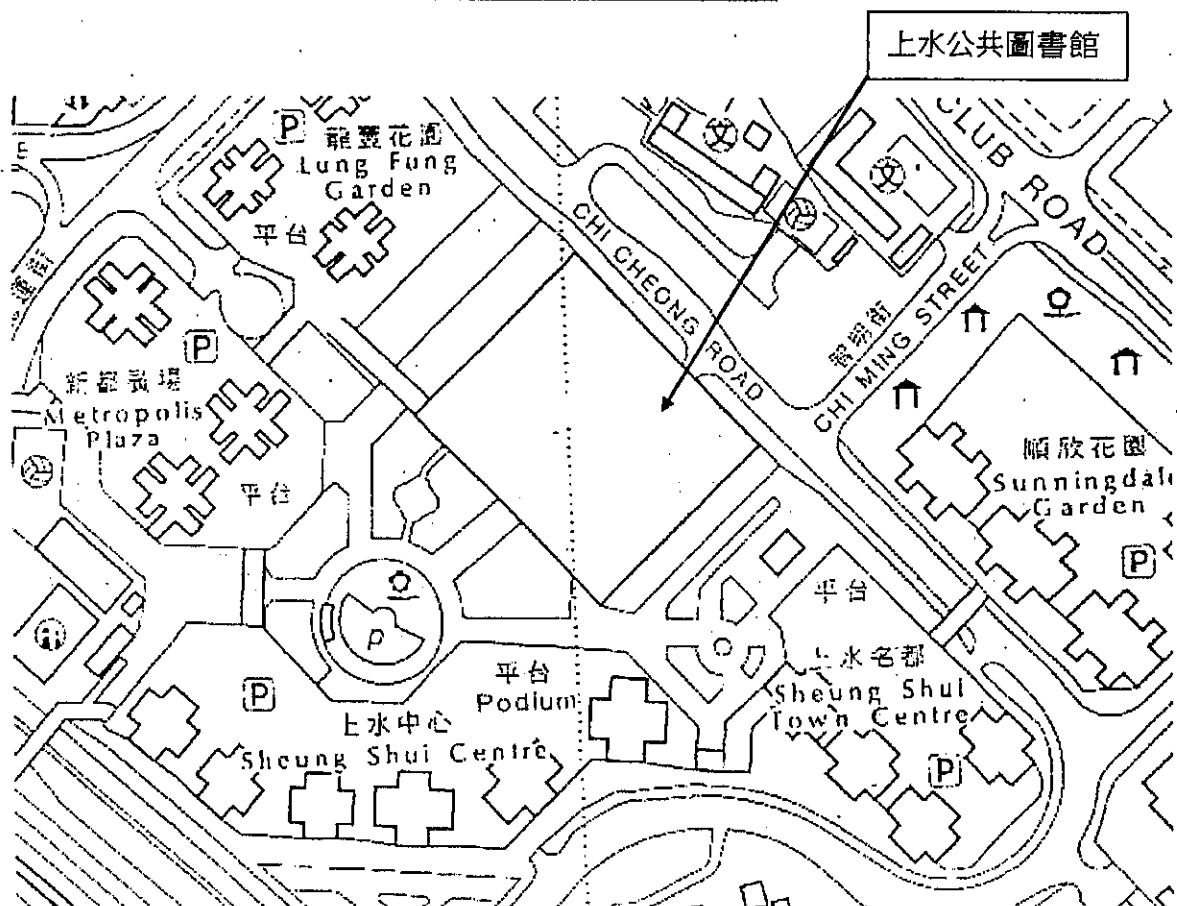 上水公共圖書館
P
龍豐花園
Lung Fung
Garden
平台
文
文
CLUB ROAD
CHI CHEONG ROAD
智明街
CHI MING STREET
P
新都廣場
Metropolis
Plaza
平台
順欣花園
Sunningdale
Garden
P
平台
上水名都
Sheung Shui
Town Centre
P
P
平台
Podium
P
上水中心
Sheung Shui Centre